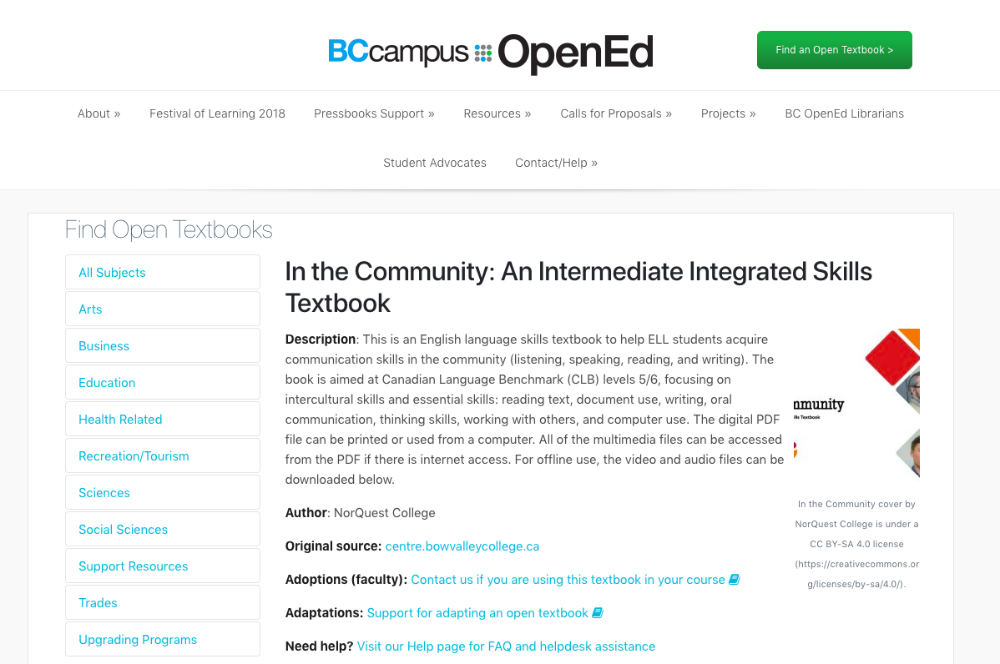 BCcampus OpenEd
Find an Open Textbook >
About »
Festival of Learning 2018
Pressbooks Support »
Resources »
Calls for Proposals »
Projects »
BC OpenEd Librarians
Student Advocates
Contact/Help »
Find Open Textbooks
All Subjects
Arts
Business
Education
Health Related
Recreation/Tourism
Sciences
Social Sciences
Support Resources
Trades
Upgrading Programs
In the Community: An Intermediate Integrated Skills
Textbook
Description: This is an English language skills textbook to help ELL students acquire
communication skills in the community (listening, speaking, reading, and writing). The
book is aimed at Canadian Language Benchmark (CLB) levels 5/6, focusing on
intercultural skills and essential skills: reading text, document use, writing, oral
communication, thinking skills, working with others, and computer use. The digital PDF
file can be printed or used from a computer. All of the multimedia files can be accessed
from the PDF if there is internet access. For offline use, the video and audio files can be
downloaded below.
Author: NorQuest College
Original source: centre.bowvalleycollege.ca
Adoptions (faculty): Contact us if you are using this textbook in your course
Adaptations: Support for adapting an open textbook
Need help? Visit our Help page for FAQ and helpdesk assistance
nmunity
lls Textbook
In the Community cover by
NorQuest College is under a
CC BY-SA 4.0 license
(https://creativecommons.or
g/licenses/by-sa/4.0/).